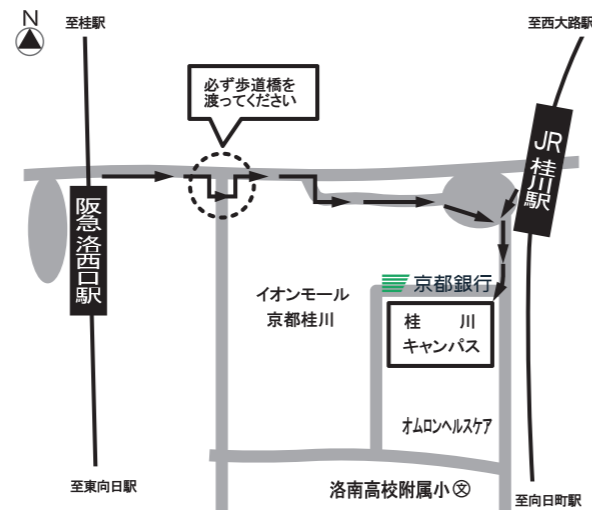 N
至桂駅
至西大路駅
必ず歩道橋を
渡ってください
JR桂川駅
阪急洛西口駅
京都銀行
イオンモール
京都桂川
桂　川
キャンパス
オムロンヘルスケア
洛南高校附属小文
至東向日駅
至向日町駅